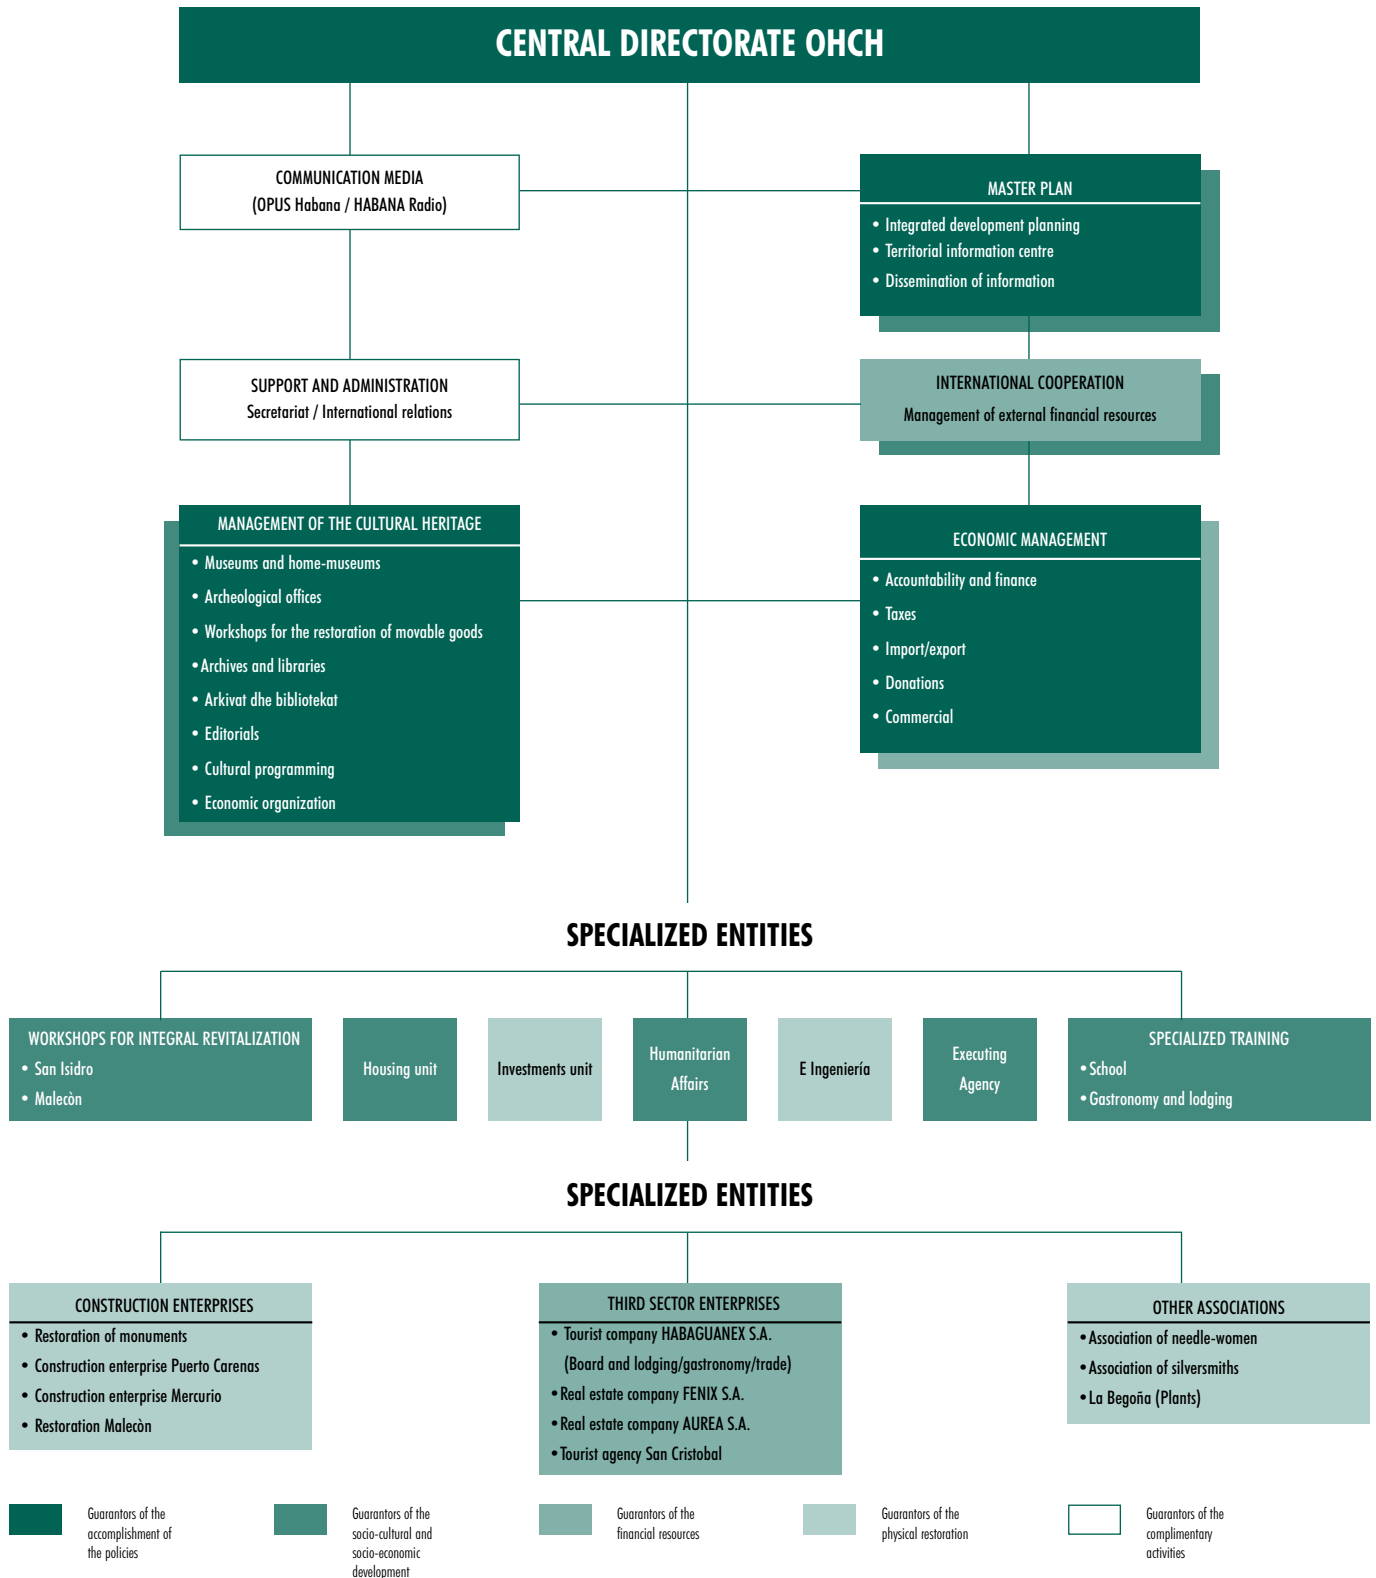 CENTRAL DIRECTORATE OHCH
COMMUNICATION MEDIA
(OPUS Habana / HABANA Radio)
MASTER PLAN
• Integrated development planning
• Territorial information centre
• Dissemination of information
SUPPORT AND ADMINISTRATION
Secretariat / International relations
INTERNATIONAL COOPERATION
Management of external financial resources
MANAGEMENT OF THE CULTURAL HERITAGE
• Museums and home-museums
• Archeological offices
• Workshops for the restoration of movable goods
•Archives and libraries
• Arkivat dhe bibliotekat
• Editorials
• Cultural programming
• Economic organization
ECONOMIC MANAGEMENT
• Accountability and finance
• Taxes
• Import/export
• Donations
• Commercial
SPECIALIZED ENTITIES
WORKSHOPS FOR INTEGRAL REVITALIZATION
• San Isidro
• Malecòn
Housing unit
Investments unit
Humanitarian
Affairs
E Ingeniería
Executing
Agency
SPECIALIZED TRAINING
•School
•Gastronomy and lodging
SPECIALIZED ENTITIES
CONSTRUCTION ENTERPRISES
• Restoration of monuments
• Construction enterprise Puerto Carenas
• Construction enterprise Mercurio
• Restoration Malecòn
THIRD SECTOR ENTERPRISES
• Tourist company HABAGUANEX S.A.
(Board and lodging/gastronomy/trade)
•Real estate company FENIX S.A.
•Real estate company AUREA S.A.
•Tourist agency San Cristobal
OTHER ASSOCIATIONS
•Association of needle-women
•Association of silversmiths
•La Begoña (Plants)
Guarantors of the
accomplishment of
the policies
Guarantors of the
socio-cultural and
socio-economic
development
Guarantors of the
financial resources
Guarantors of the
physical restoration
Guarantors of the
complimentary
activities